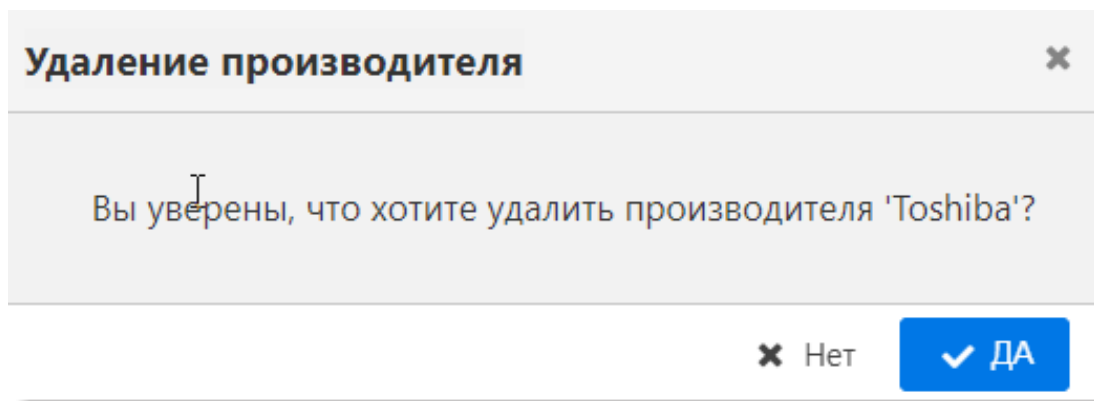 Удаление производителя
Вы уверены, что хотите удалить производителя 'Toshiba'?
Нет ДА